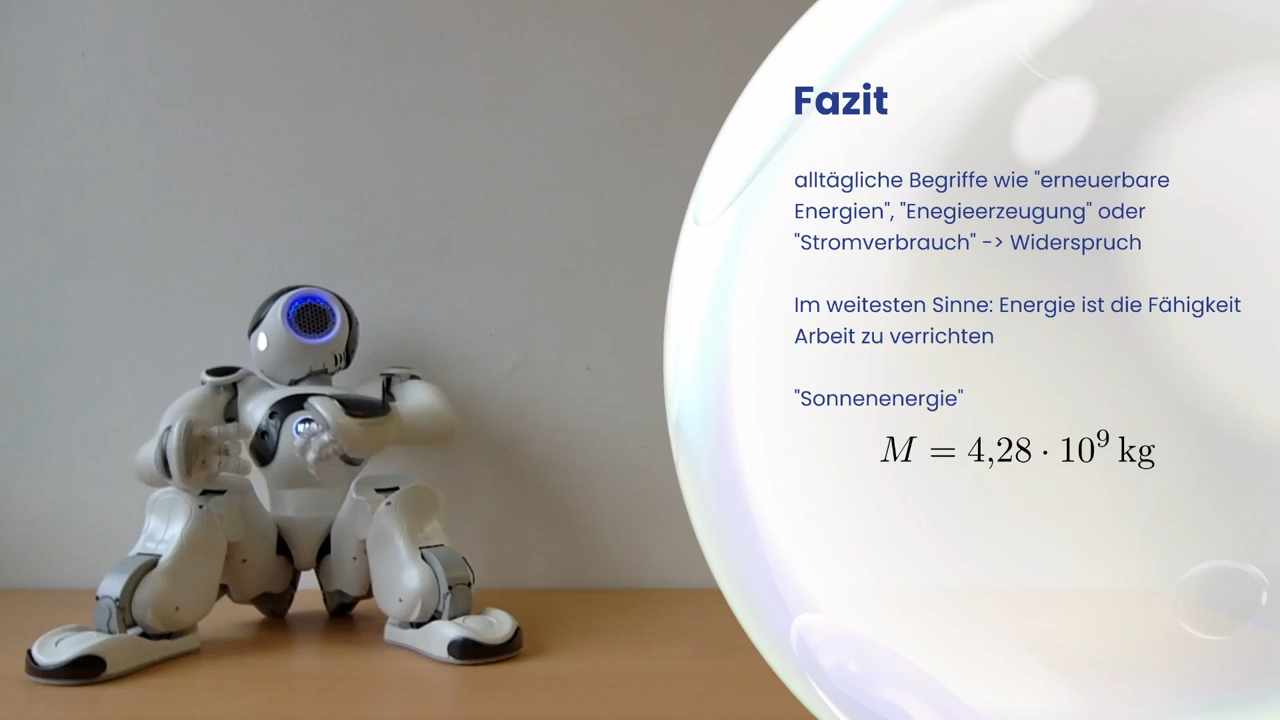 Fazit
alltägliche Begriffe wie "erneuerbare
Energien", "Enegieerzeugung" oder
"Stromverbrauch" -> Widerspruch
Im weitesten Sinne: Energie ist die Fähigkeit
Arbeit zu verrichten
"Sonnenenergie"
M = 4,28 · 10⁹ kg